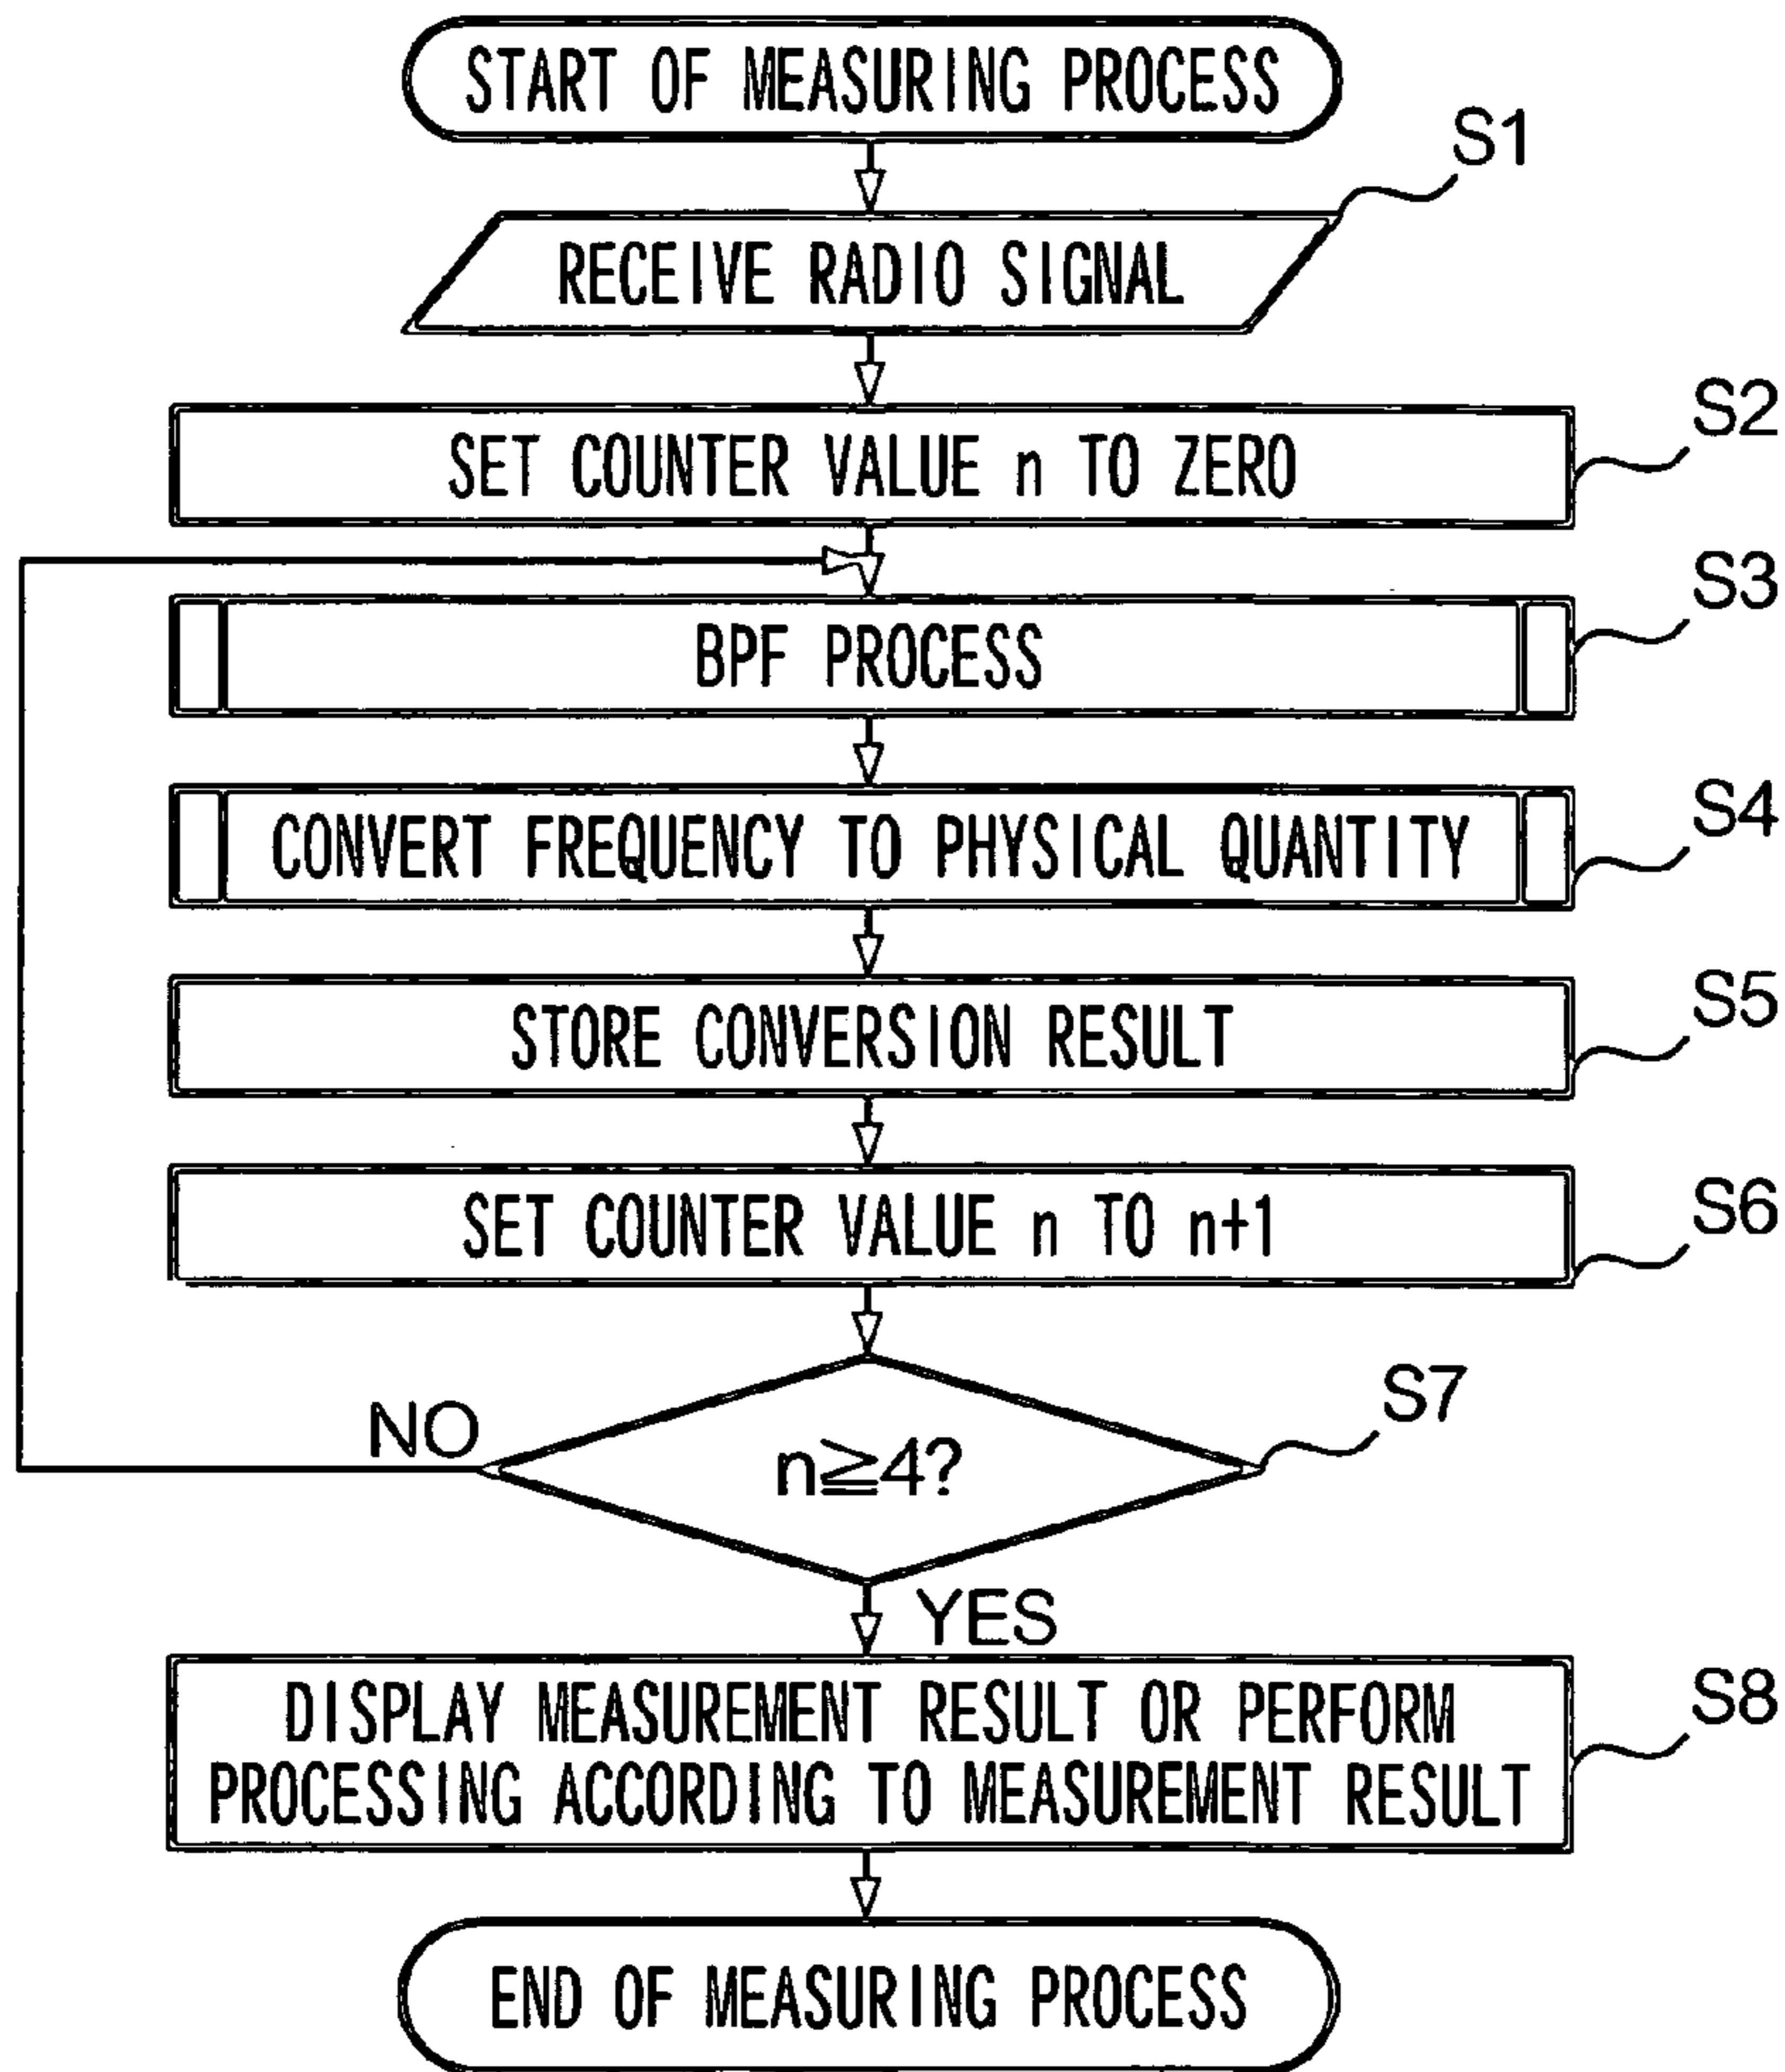 START OF MEASURING PROCESS
S1
RECEIVE RADIO SIGNAL
S2
SET COUNTER VALUE n TO ZERO
S3
BPF PROCESS
S4
CONVERT FREQUENCY TO PHYSICAL QUANTITY
S5
STORE CONVERSION RESULT
S6
SET COUNTER VALUE n TO n+1
S7
NO
n≧4?
YES
S8
DISPLAY MEASUREMENT RESULT OR PERFORM
PROCESSING ACCORDING TO MEASUREMENT RESULT
END OF MEASURING PROCESS